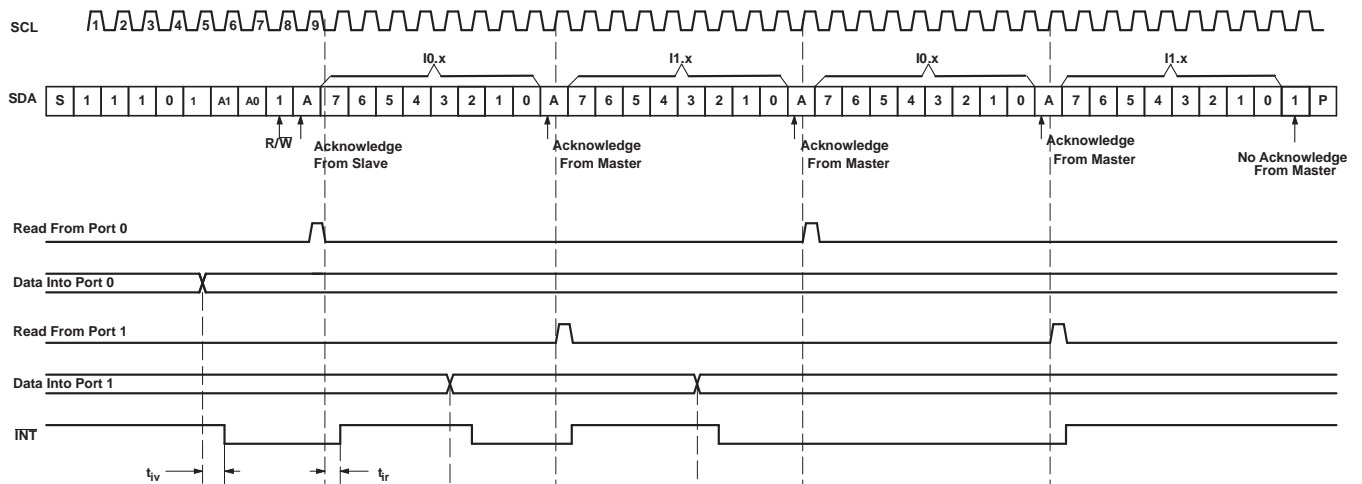 SCL 1 2 3 4 5 6 7 8 9
I0.x I1.x I0.x I1.x
SDA S 1 1 1 0 1 A1 A0 1 A 7 6 5 4 3 2 1 0 A 7 6 5 4 3 2 1 0 A 7 6 5 4 3 2 1 0 A 7 6 5 4 3 2 1 0 1 P
R/W̅
Acknowledge
From Slave
Acknowledge
From Master
Acknowledge
From Master
Acknowledge
From Master
No Acknowledge
From Master
Read From Port 0
Data Into Port 0
Read From Port 1
Data Into Port 1
I̅N̅T̅
tiv
tir